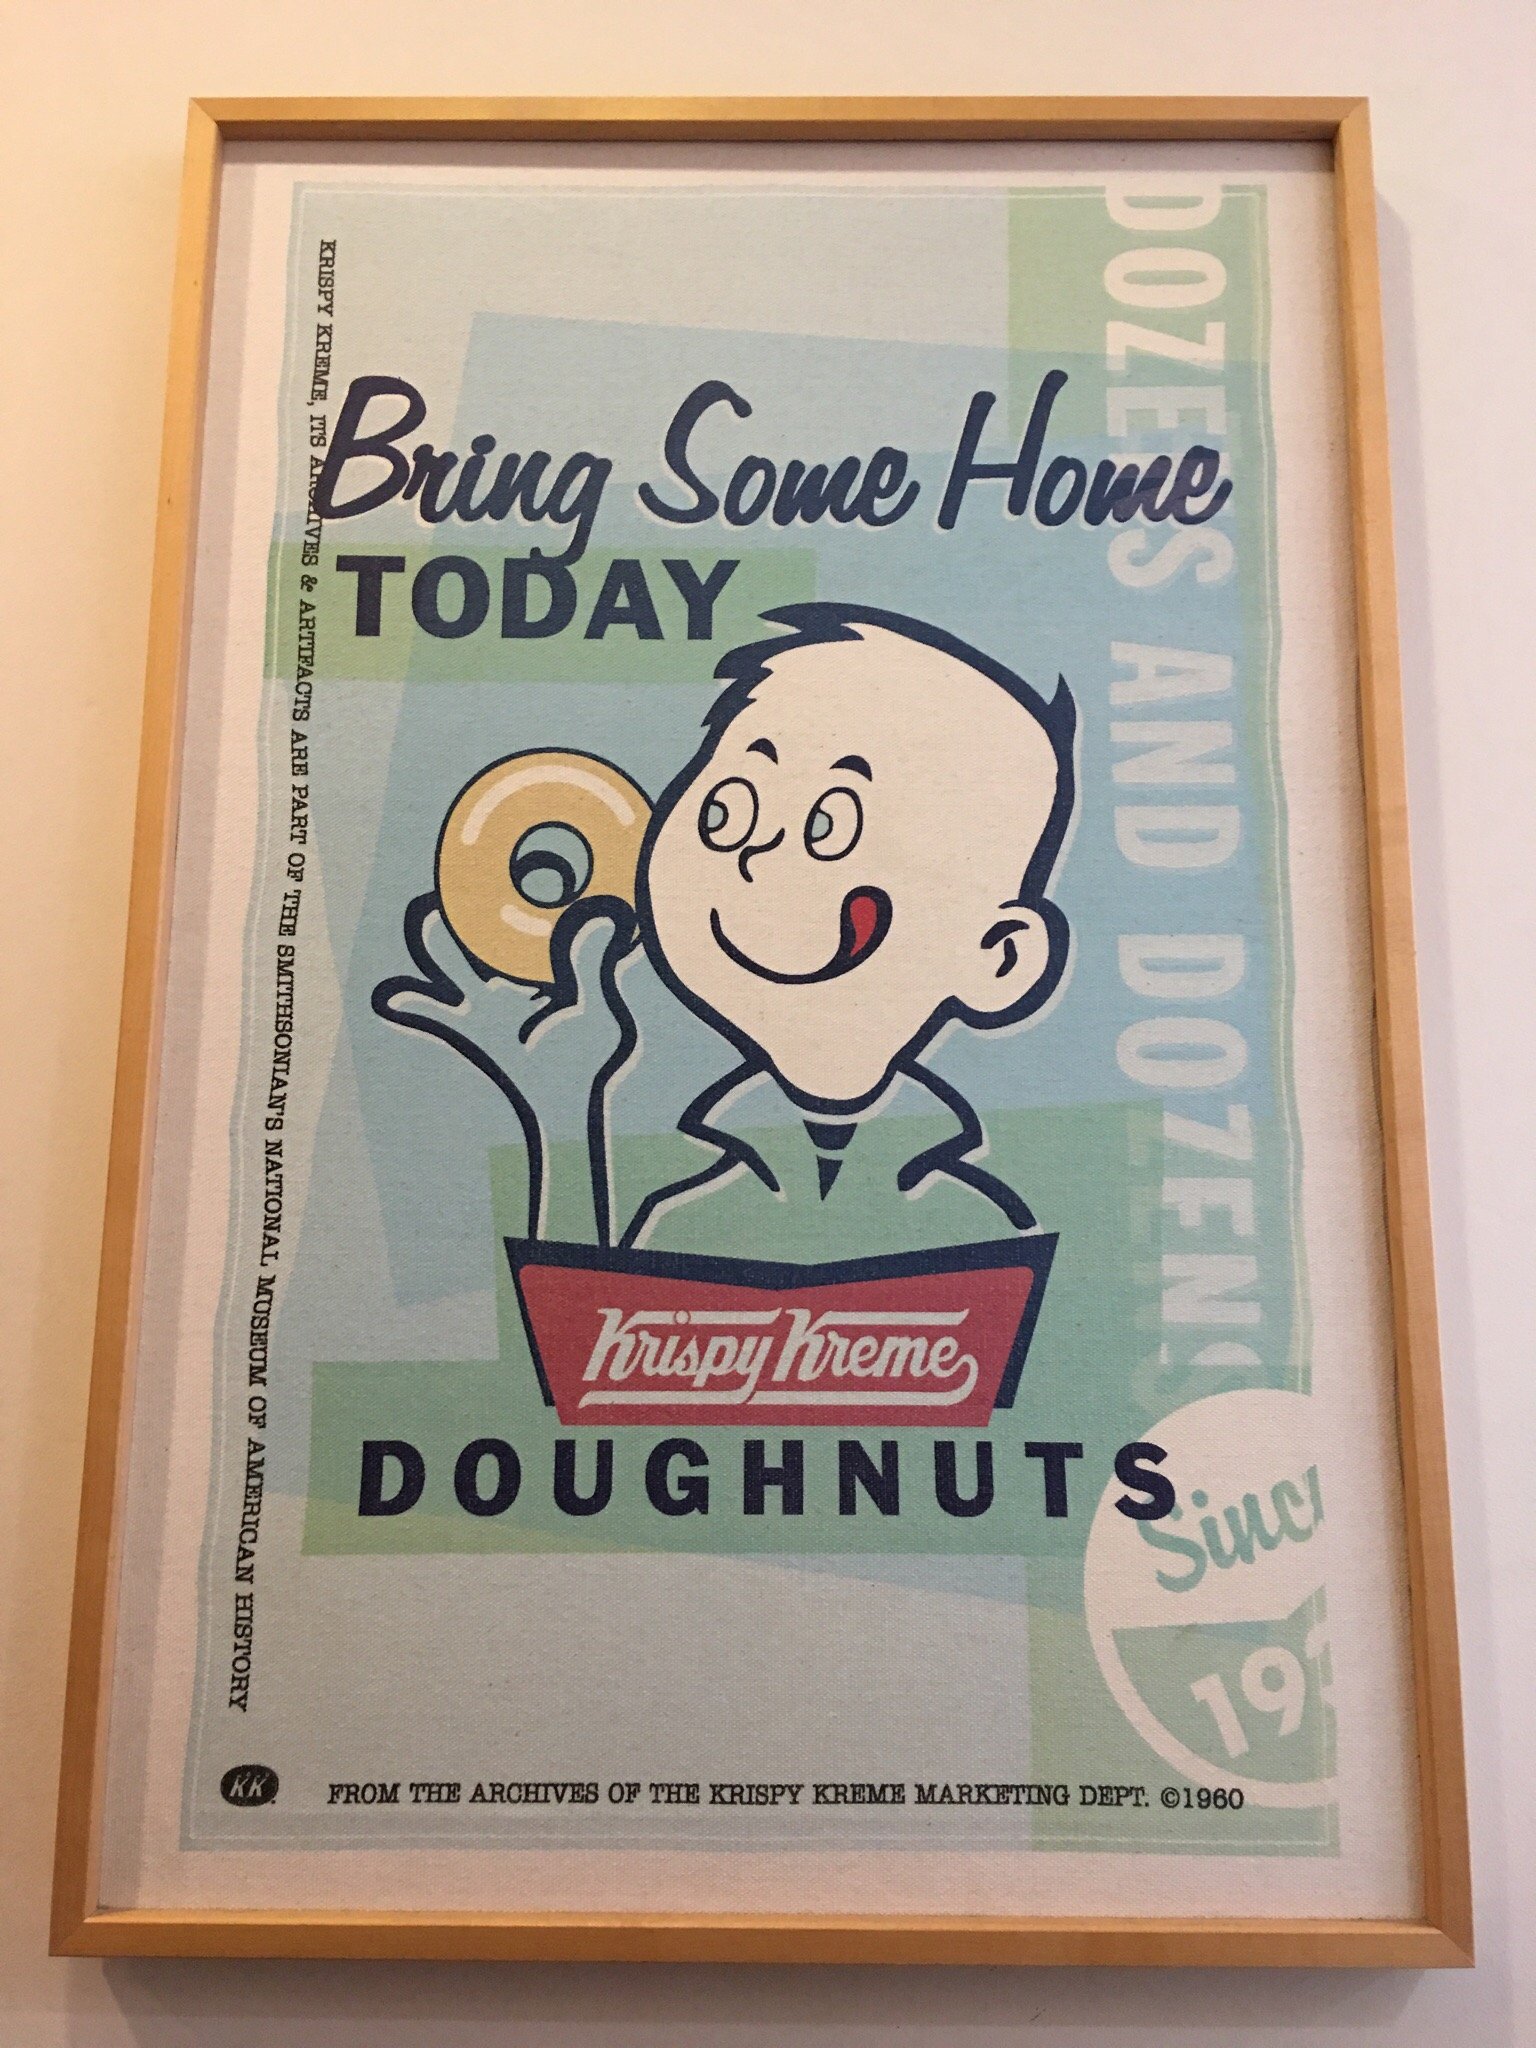 Bring Some Home
TODAY
Krispy Kreme
DOUGHNUTS
DOZENS AND DOZENS
Since
193
KRISPY KREME, ITS ARCHIVES & ARTIFACTS ARE PART OF THE SMITHSONIAN'S NATIONAL MUSEUM OF AMERICAN HISTORY
KK
FROM THE ARCHIVES OF THE KRISPY KREME MARKETING DEPT. ©1960